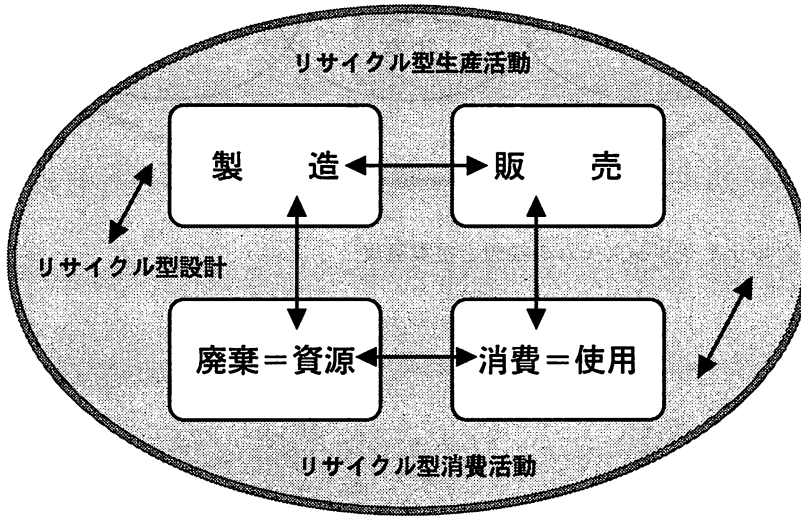 リサイクル型生産活動
製　造
販　売
リサイクル型設計
廃棄＝資源
消費＝使用
リサイクル型消費活動